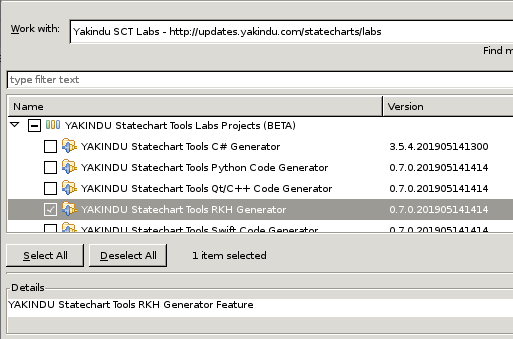 Work with: Yakindu SCT Labs - http://updates.yakindu.com/statecharts/labs
Find m
type filter text
Name Version
YAKINDU Statechart Tools Labs Projects (BETA)
YAKINDU Statechart Tools C# Generator 3.5.4.201905141300
YAKINDU Statechart Tools Python Code Generator 0.7.0.201905141414
YAKINDU Statechart Tools Qt/C++ Code Generator 0.7.0.201905141414
YAKINDU Statechart Tools RKH Generator 0.7.0.201905141414
YAKINDU Statechart Tools Swift Code Generator 0.7.0.201905141414
Select All Deselect All 1 item selected
Details
YAKINDU Statechart Tools RKH Generator Feature